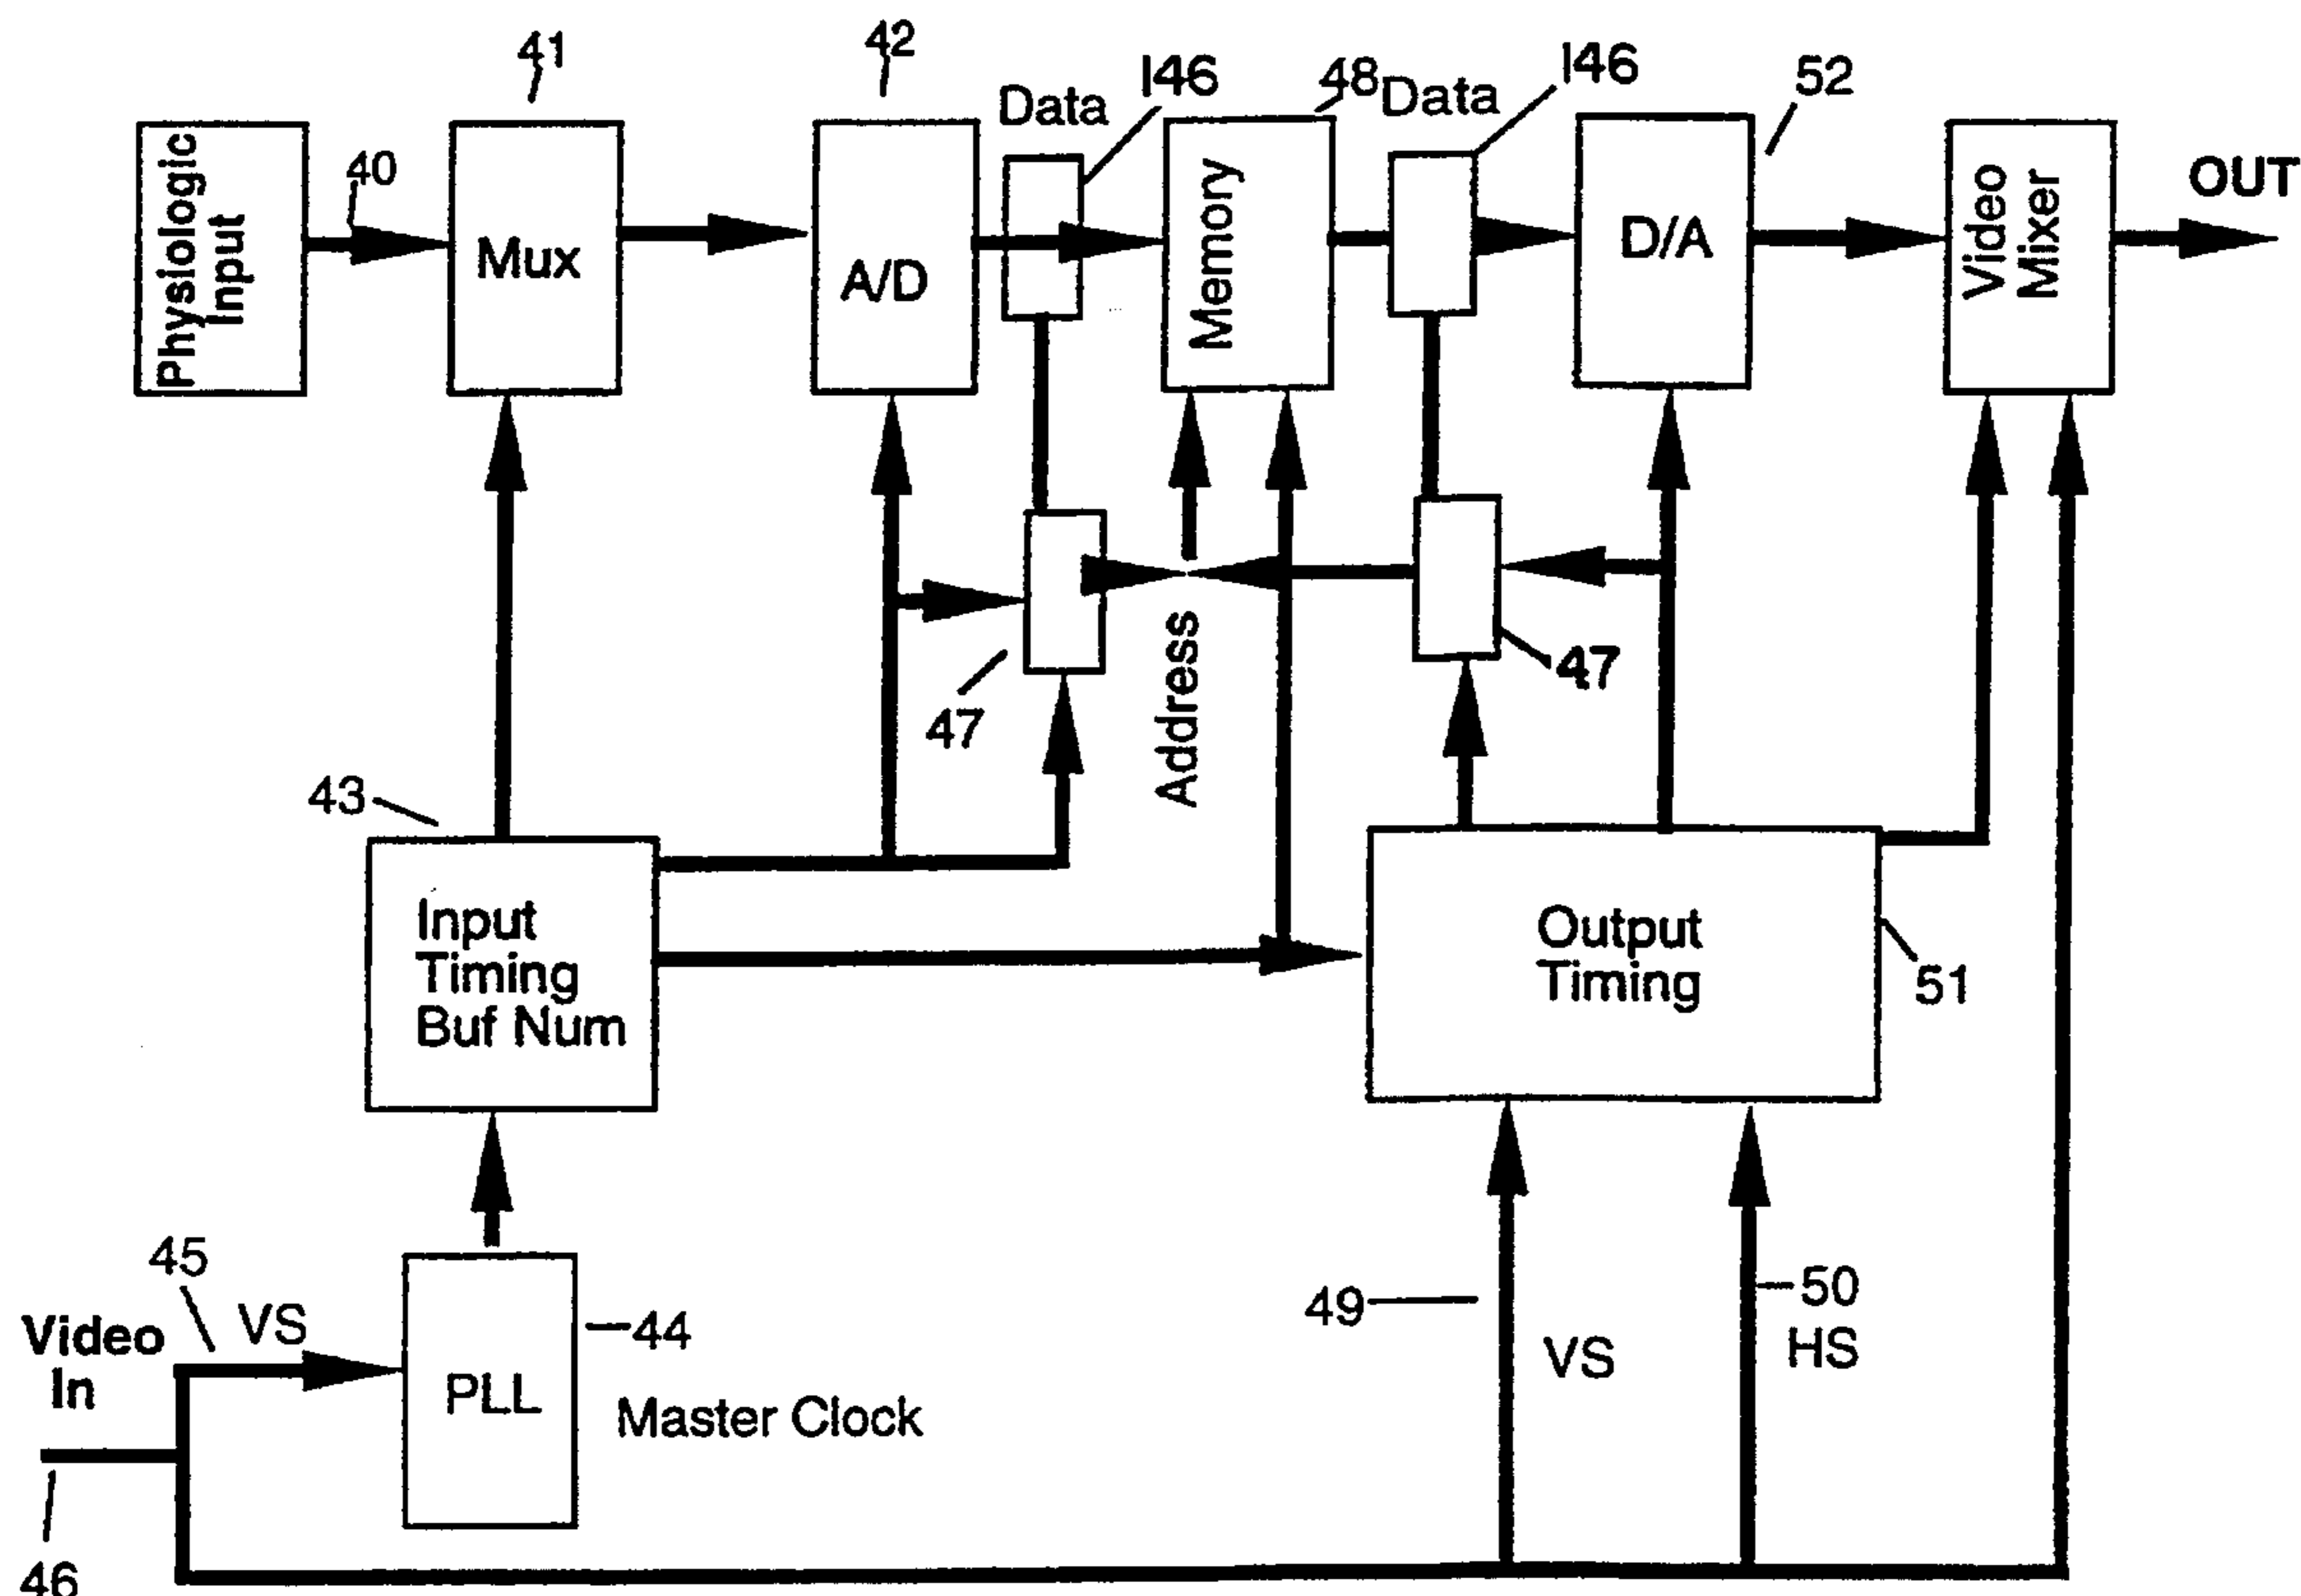 41
42
Data
146
48
Data
146
52
Physiologic
Input
40
Mux
A/D
Memory
D/A
Video
Mixer
OUT
47
Address
47
43
Input
Timing
Buf Num
Output
Timing
51
45
VS
Video
In
PLL
44
Master Clock
46
49
VS
50
HS